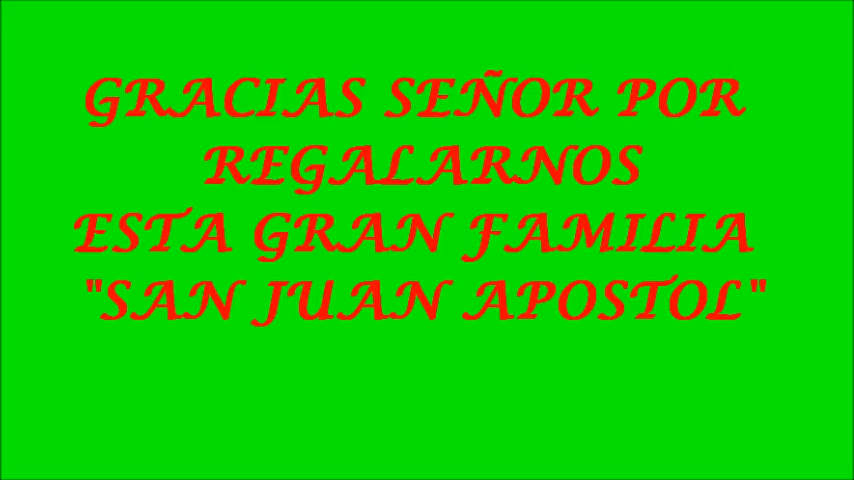 GRACIAS SEÑOR POR
REGALARNOS
ESTA GRAN FAMILIA
"SAN JUAN APOSTOL"